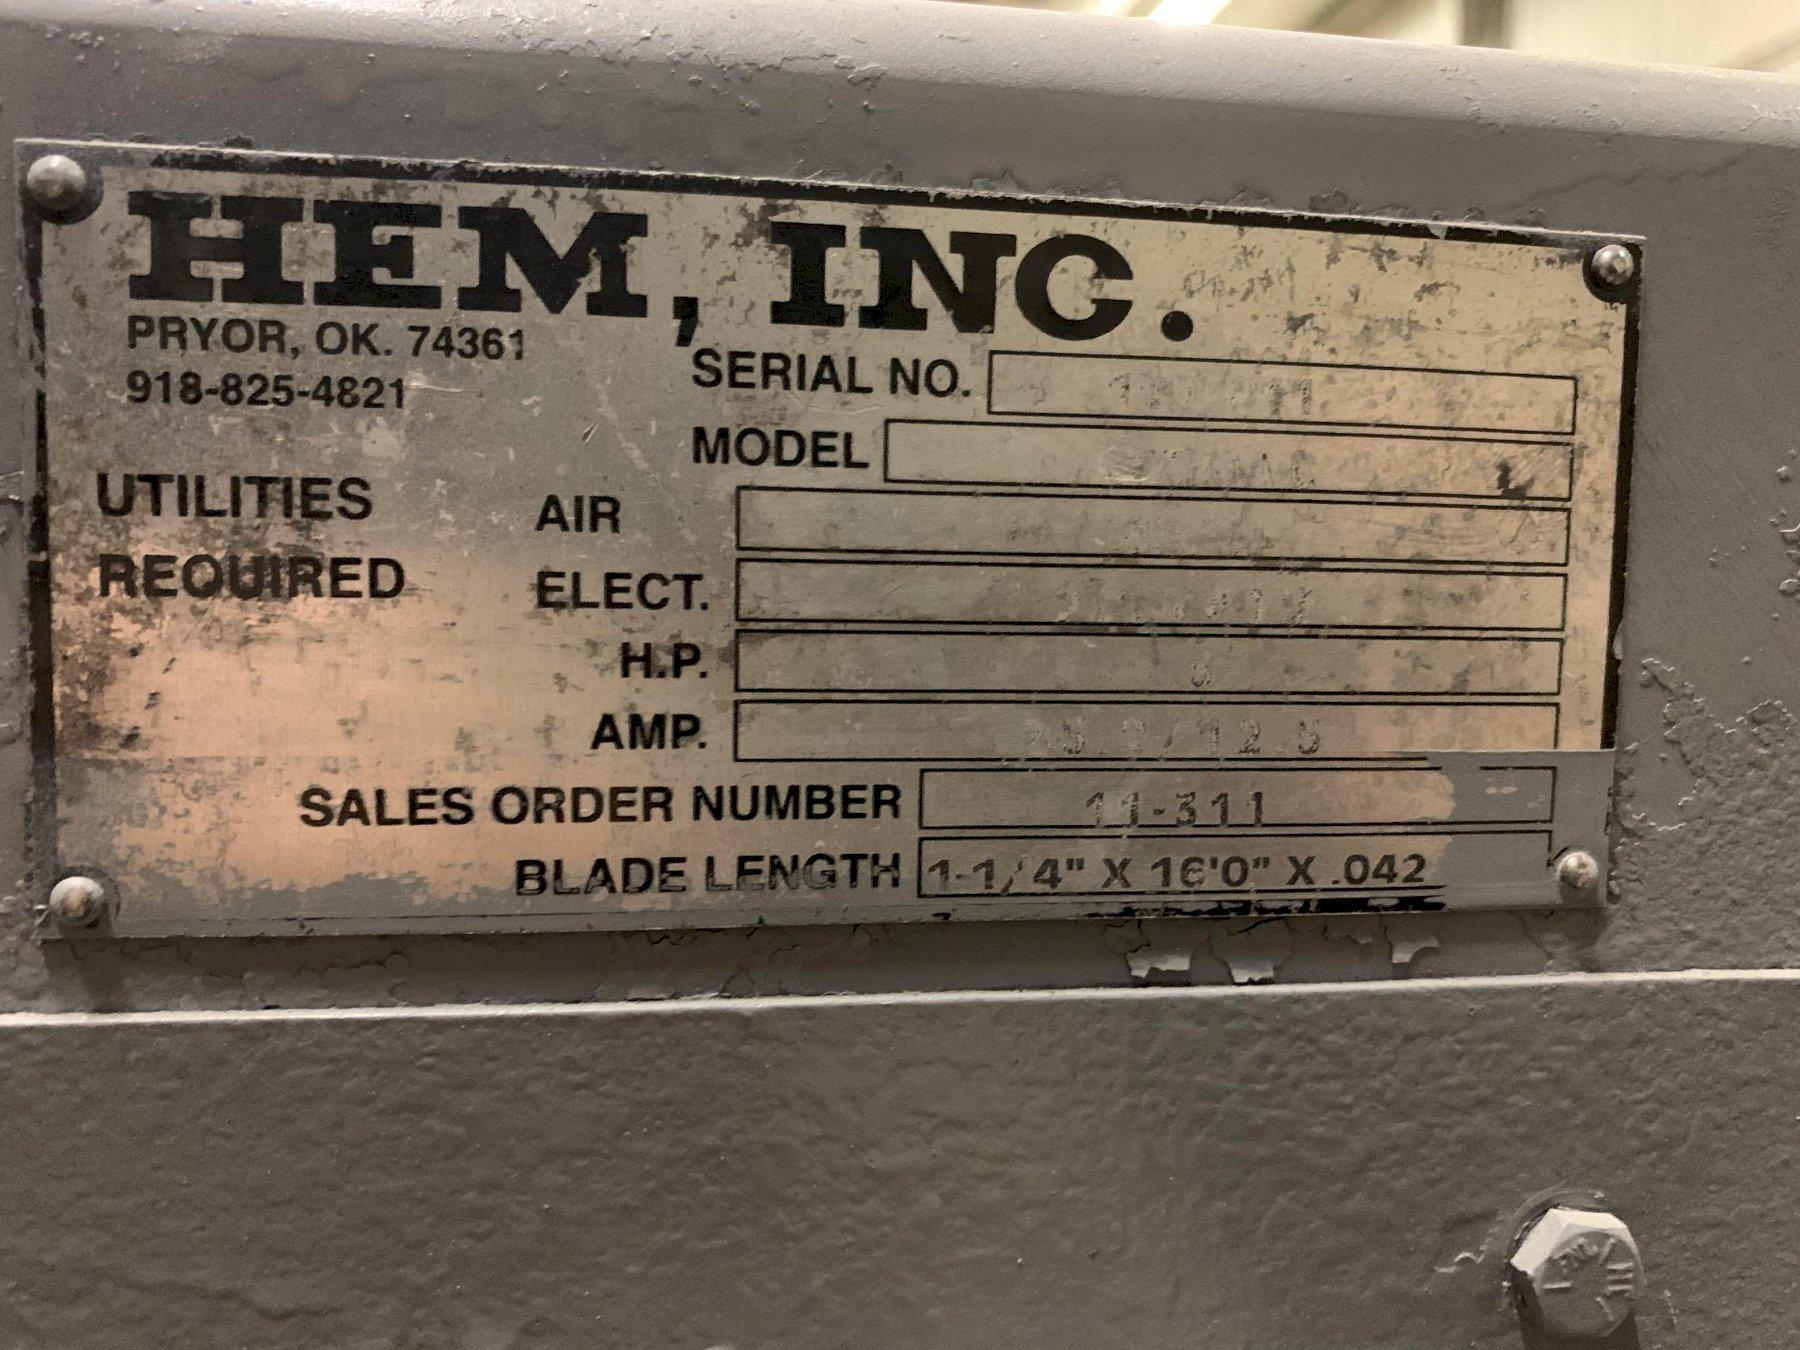 HEM, INC.
PRYOR, OK. 74361
918-825-4821
SERIAL NO.
MODEL
UTILITIES
REQUIRED
AIR
ELECT.
H.P.
AMP.
SALES ORDER NUMBER 11-311
BLADE LENGTH 1-1/4" X 16'0" X .042